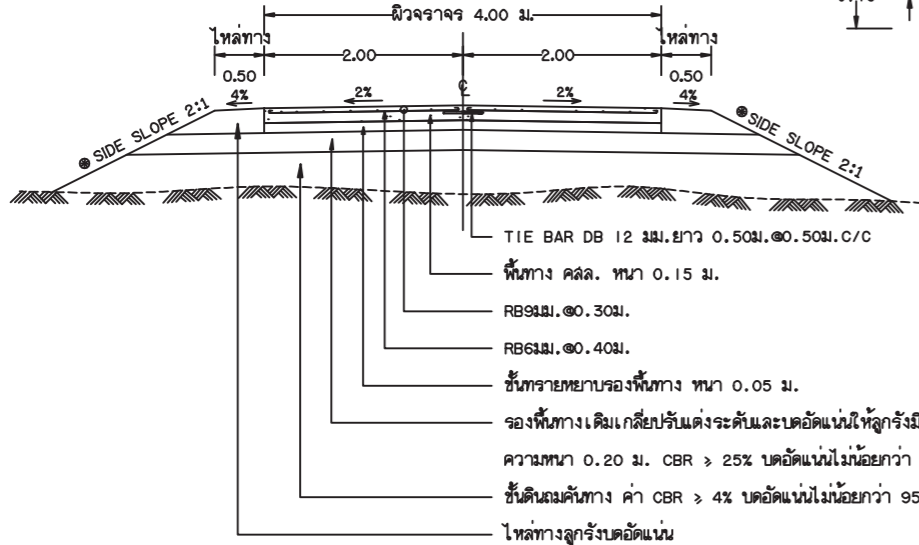 ผิวจราจร 4.00 ม.
ไหล่ทาง
ไหล่ทาง
2.00
2.00
0.50
0.50
4%
2%
℄
2%
4%
SIDE SLOPE 2:1
SIDE SLOPE 2:1
TIE BAR DB 12 มม.ยาว 0.50ม.@0.50ม.C/C
พื้นทาง คสล. หนา 0.15 ม.
RB9มม.@0.30ม.
RB6มม.@0.40ม.
ชั้นทรายหยาบรองพื้นทาง หนา 0.05 ม.
รองพื้นทางเดิมเกลี่ยปรับแต่งระดับและบดอัดแน่นให้ลูกรังมี
ความหนา 0.20 ม. CBR ≥ 25% บดอัดแน่นไม่น้อยกว่า
ชั้นดินถมคันทาง ค่า CBR ≥ 4% บดอัดแน่นไม่น้อยกว่า 95
ไหล่ทางลูกรังบดอัดแน่น